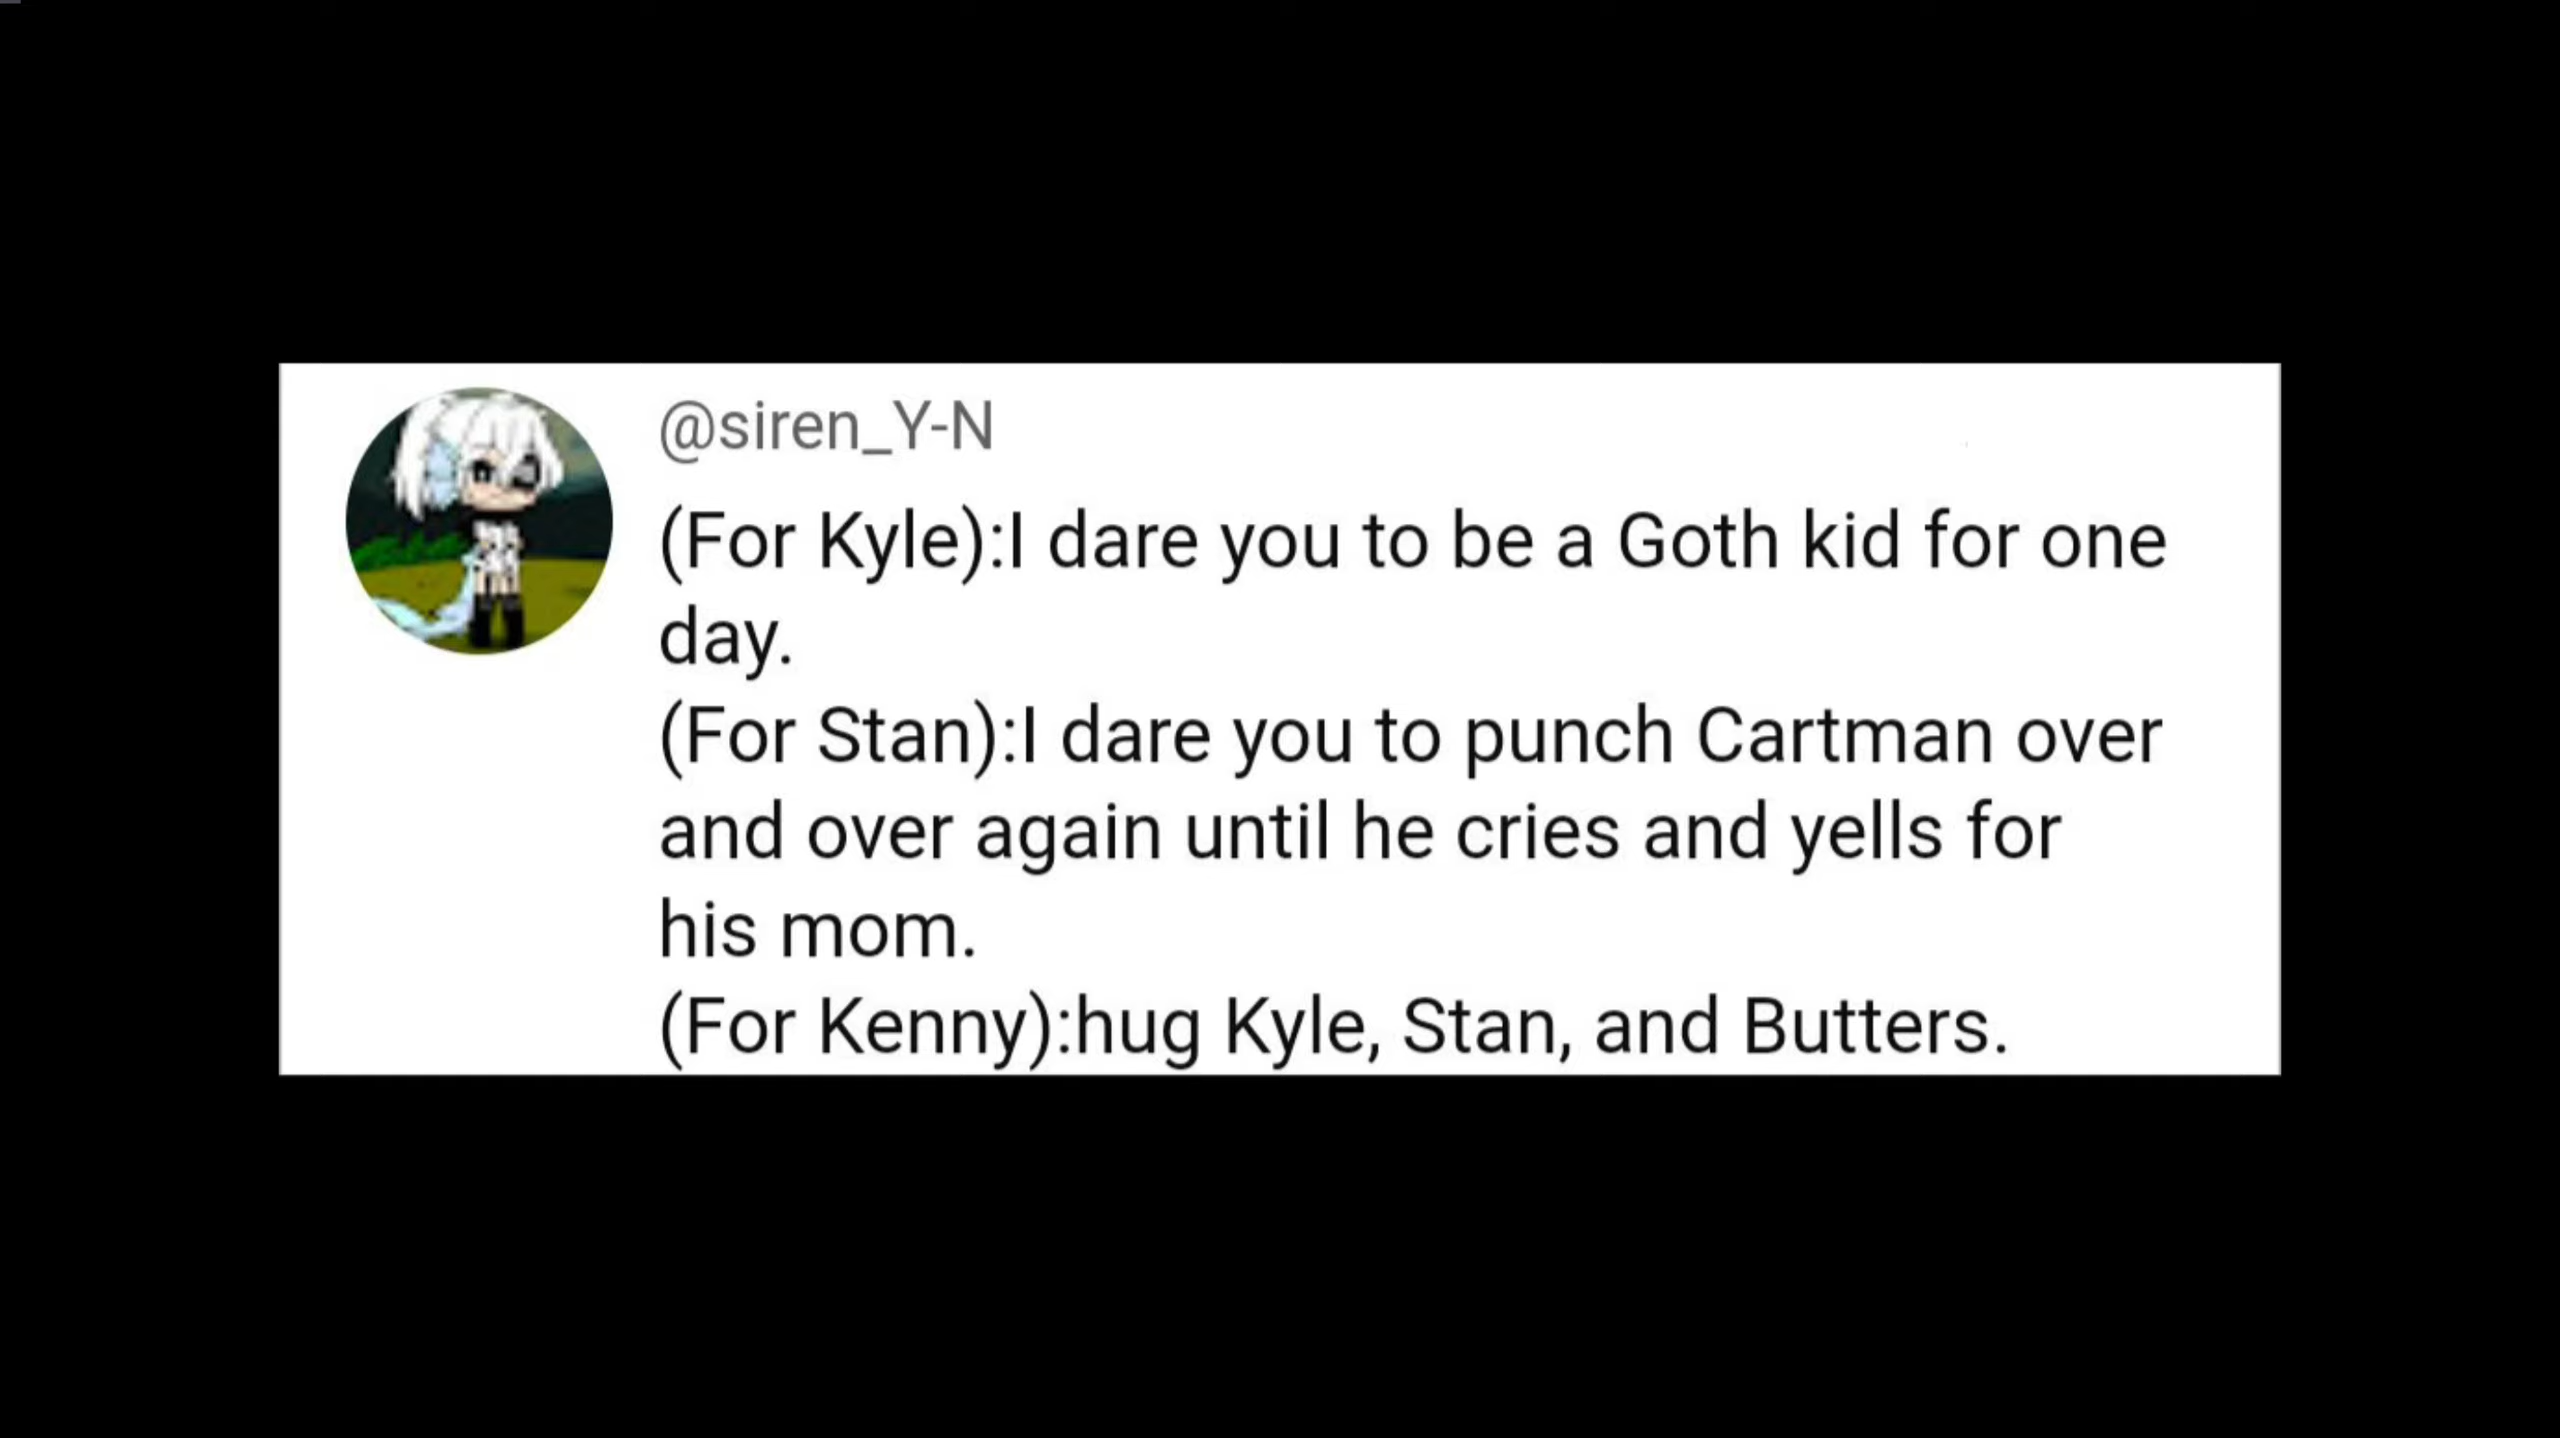 @siren_Y-N
(For Kyle):I dare you to be a Goth kid for one
day.
(For Stan):I dare you to punch Cartman over
and over again until he cries and yells for
his mom.
(For Kenny):hug Kyle, Stan, and Butters.